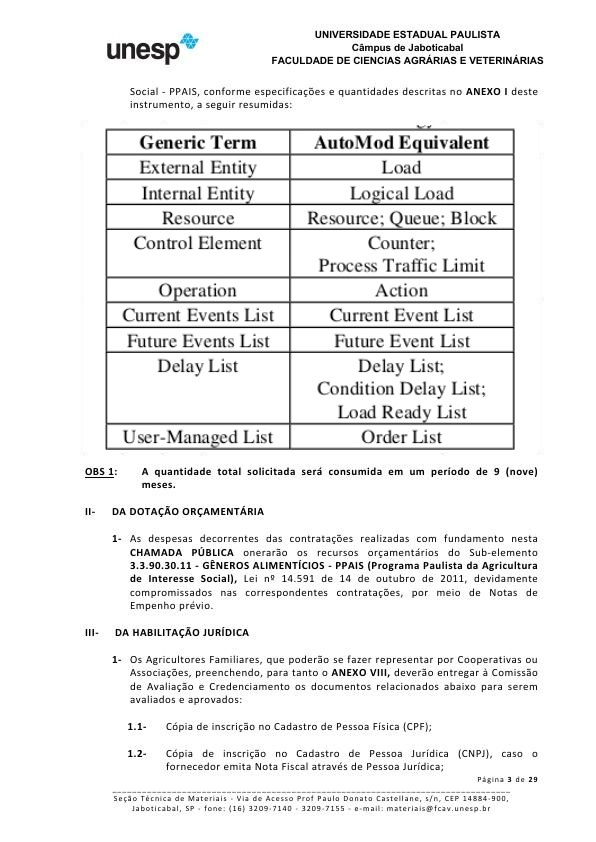 unesp
UNIVERSIDADE ESTADUAL PAULISTA
Câmpus de Jaboticabal
FACULDADE DE CIENCIAS AGRÁRIAS E VETERINÁRIAS
Social - PPAIS, conforme especificações e quantidades descritas no ANEXO I deste
instrumento, a seguir resumidas:
Generic Term AutoMod Equivalent
External Entity Load
Internal Entity Logical Load
Resource Resource; Queue; Block
Control Element Counter;
Process Traffic Limit
Operation Action
Current Events List Current Event List
Future Events List Future Event List
Delay List Delay List;
Condition Delay List;
Load Ready List
User-Managed List Order List
OBS 1: A quantidade total solicitada será consumida em um período de 9 (nove)
meses.
II- DA DOTAÇÃO ORÇAMENTÁRIA
1- As despesas decorrentes das contratações realizadas com fundamento nesta
CHAMADA PÚBLICA onerarão os recursos orçamentários do Sub-elemento
3.3.90.30.11 - GÊNEROS ALIMENTÍCIOS - PPAIS (Programa Paulista da Agricultura
de Interesse Social), Lei nº 14.591 de 14 de outubro de 2011, devidamente
compromissados nas correspondentes contratações, por meio de Notas de
Empenho prévio.
III- DA HABILITAÇÃO JURÍDICA
1- Os Agricultores Familiares, que poderão se fazer representar por Cooperativas ou
Associações, preenchendo, para tanto o ANEXO VIII, deverão entregar à Comissão
de Avaliação e Credenciamento os documentos relacionados abaixo para serem
avaliados e aprovados:
1.1- Cópia de inscrição no Cadastro de Pessoa Física (CPF);
1.2- Cópia de inscrição no Cadastro de Pessoa Jurídica (CNPJ), caso o
fornecedor emita Nota Fiscal através de Pessoa Jurídica;
Página 3 de 29
Seção Técnica de Materiais - Via de Acesso Prof Paulo Donato Castellane, s/n, CEP 14884-900,
Jaboticabal, SP - fone: (16) 3209-7140 - 3209-7155 - e-mail: materiais@fcav.unesp.br